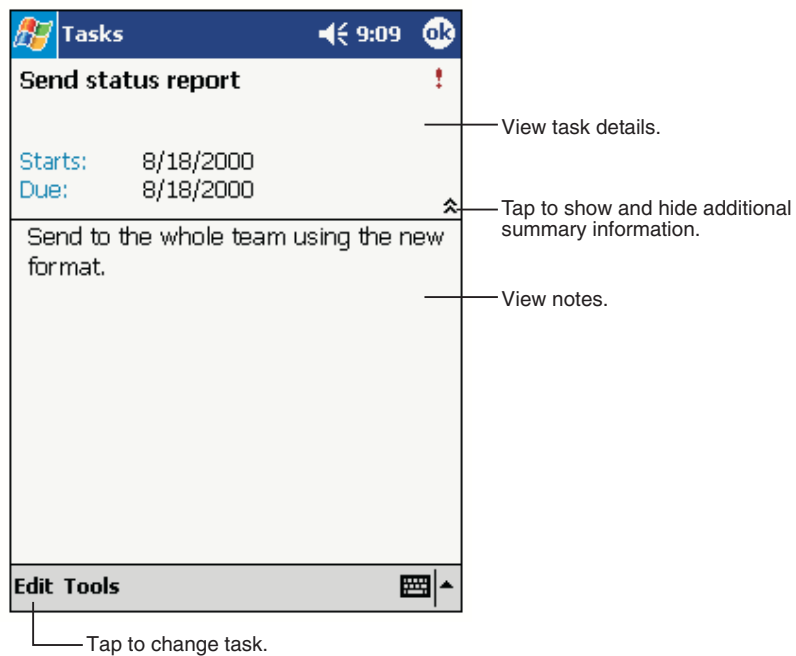 Tasks 9:09 ok
Send status report !
View task details.
Starts: 8/18/2000
Due: 8/18/2000
Tap to show and hide additional
summary information.
Send to the whole team using the new
format.
View notes.
Edit Tools
Tap to change task.